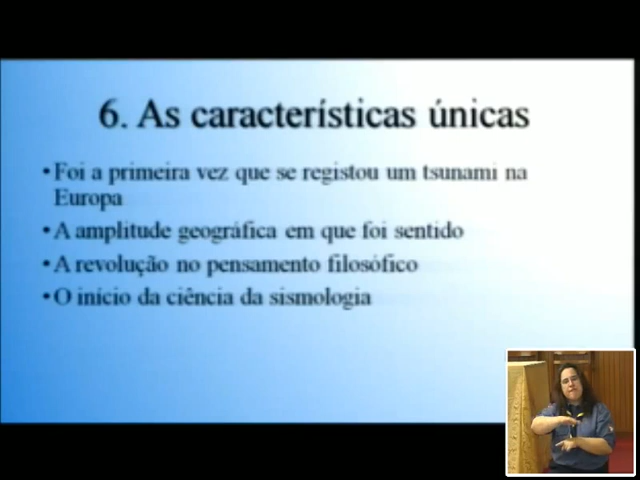 6. As características únicas
•Foi a primeira vez que se registou um tsunami na
Europa
•A amplitude geográfica em que foi sentido
•A revolução no pensamento filosófico
•O início da ciência da sismologia